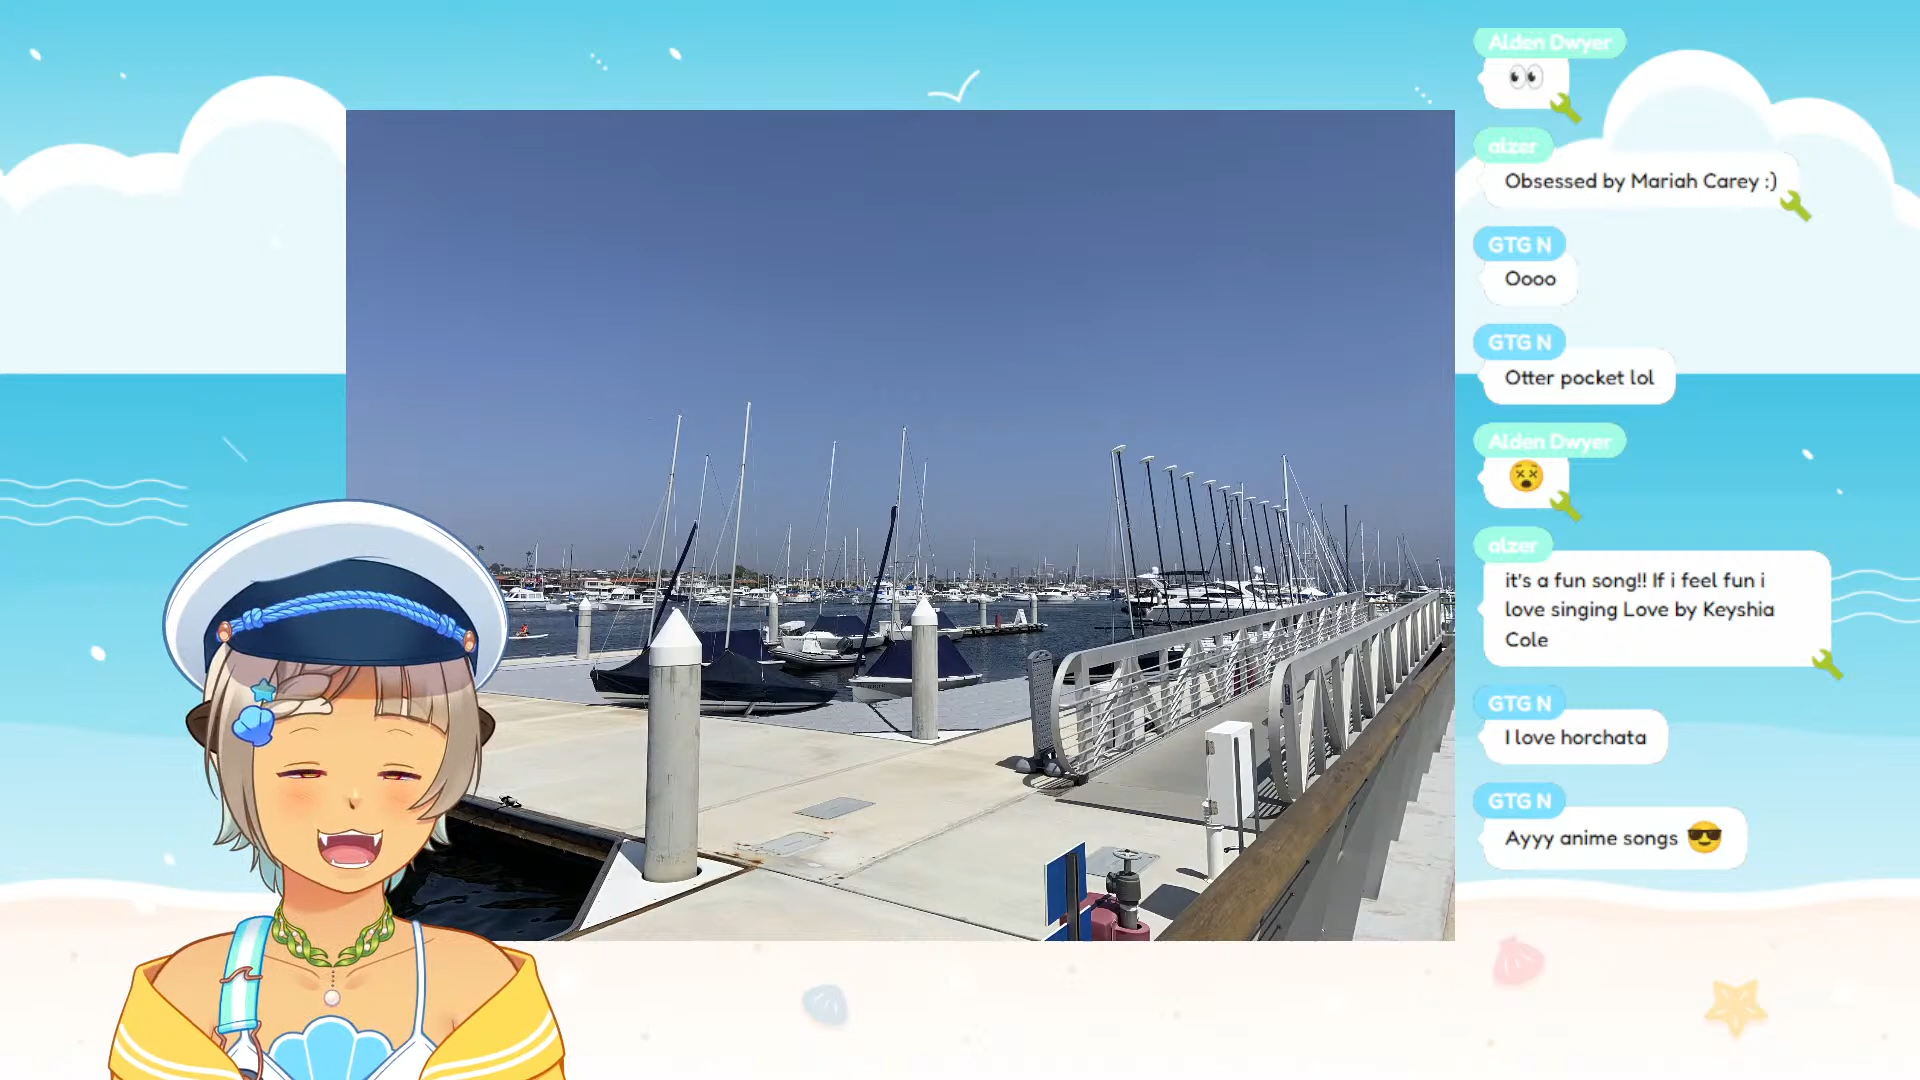 Alden Dwyer
alzer
Obsessed by Mariah Carey :)
GTG N
Oooo
GTG N
Otter pocket lol
Alden Dwyer
alzer
it's a fun song!! If i feel fun i
love singing Love by Keyshia
Cole
GTG N
I love horchata
GTG N
Ayyy anime songs 😎